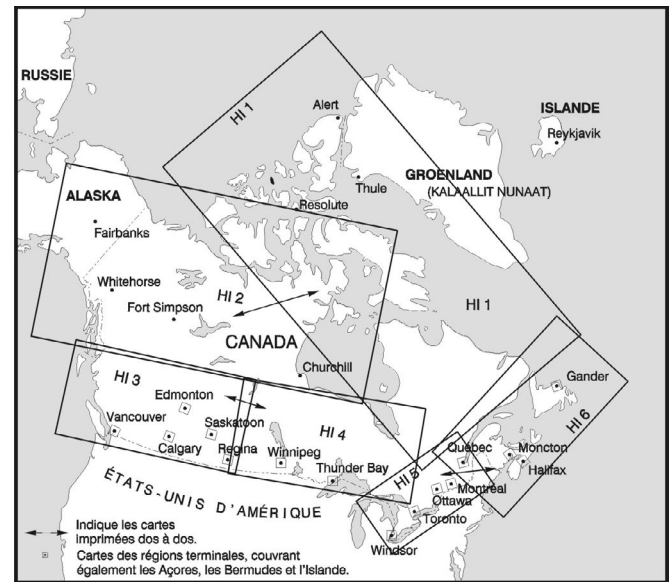 RUSSIE
HI 1
Alert
ISLANDE
Reykjavik
Thule
GROENLAND
(KALAALLIT NUNAAT)
ALASKA
Resolute
Fairbanks
Whitehorse
HI 2
HI 1
Fort Simpson
CANADA
Churchill
HI 3
Edmonton
Gander
HI 6
Vancouver
Saskatoon
HI 4
Calgary
Regina
Winnipeg
Québec
Moncton
Halifax
Thunder Bay
HI 5
Montréal
Ottawa
Toronto
Windsor
ÉTATS-UNIS D'AMÉRIQUE
Indique les cartes
Imprimées dos à dos.
Cartes des régions terminales, couvrant
également les Açores, les Bermudes et l'Islande.